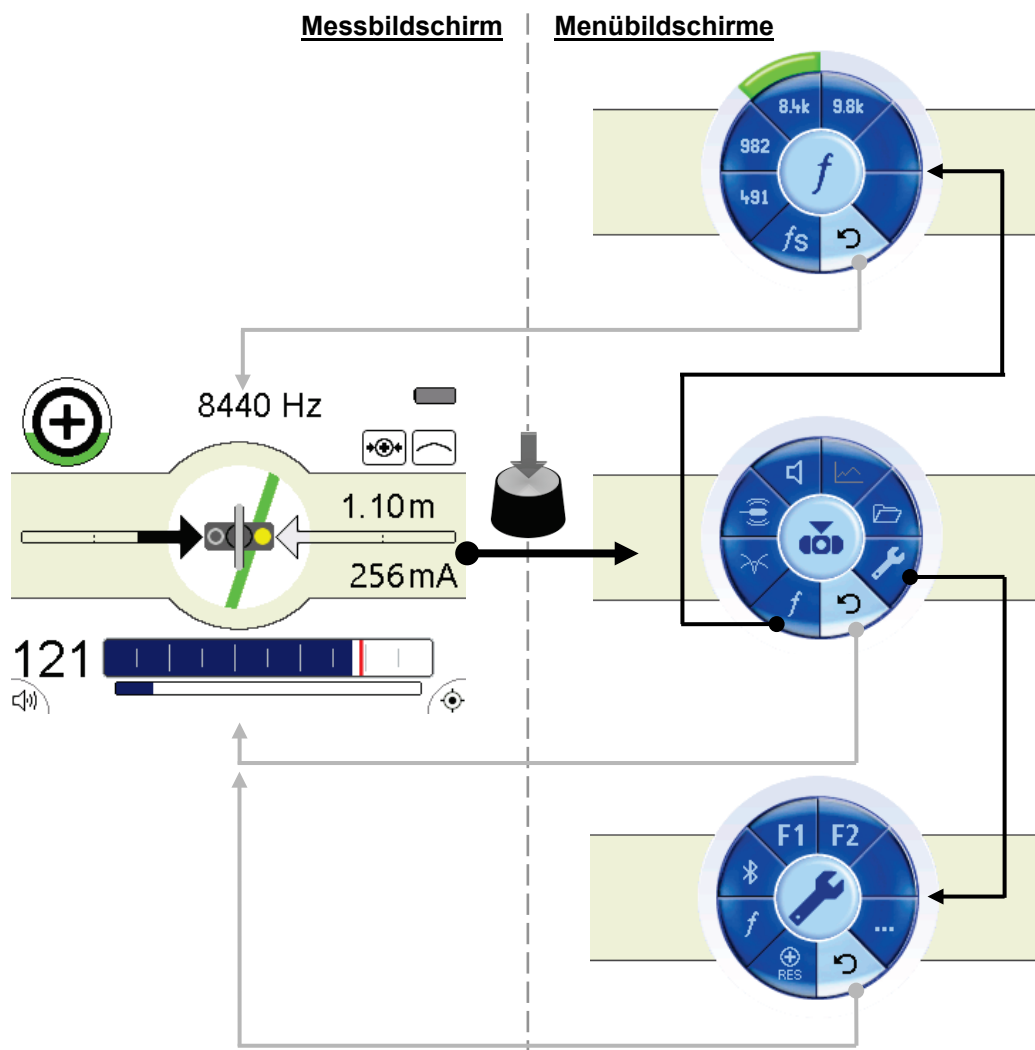 Messbildschirm
Menübildschirme
8.4k
9.8k
982
f
491
fs
8440 Hz
1.10m
256mA
121
f
F1
F2
f
...
RES